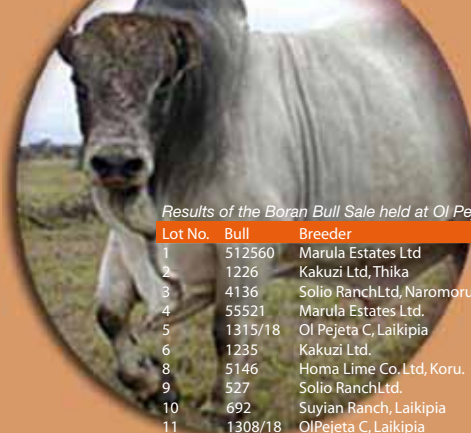 Results of the Boran Bull Sale held at Ol Pe
Lot No. Bull Breeder
1 512560 Marula Estates Ltd
2 1226 Kakuzi Ltd,Thika
3 4136 Solio RanchLtd,Naromoru
4 55521 Marula Estates Ltd.
5 1315/18 Ol Pejeta C, Laikipia
6 1235 Kakuzi Ltd.
8 5146 Homa Lime Co. Ltd, Koru.
9 527 Solio RanchLtd.
10 692 Suyian Ranch, Laikipia
11 1308/18 OlPejeta C, Laikipia